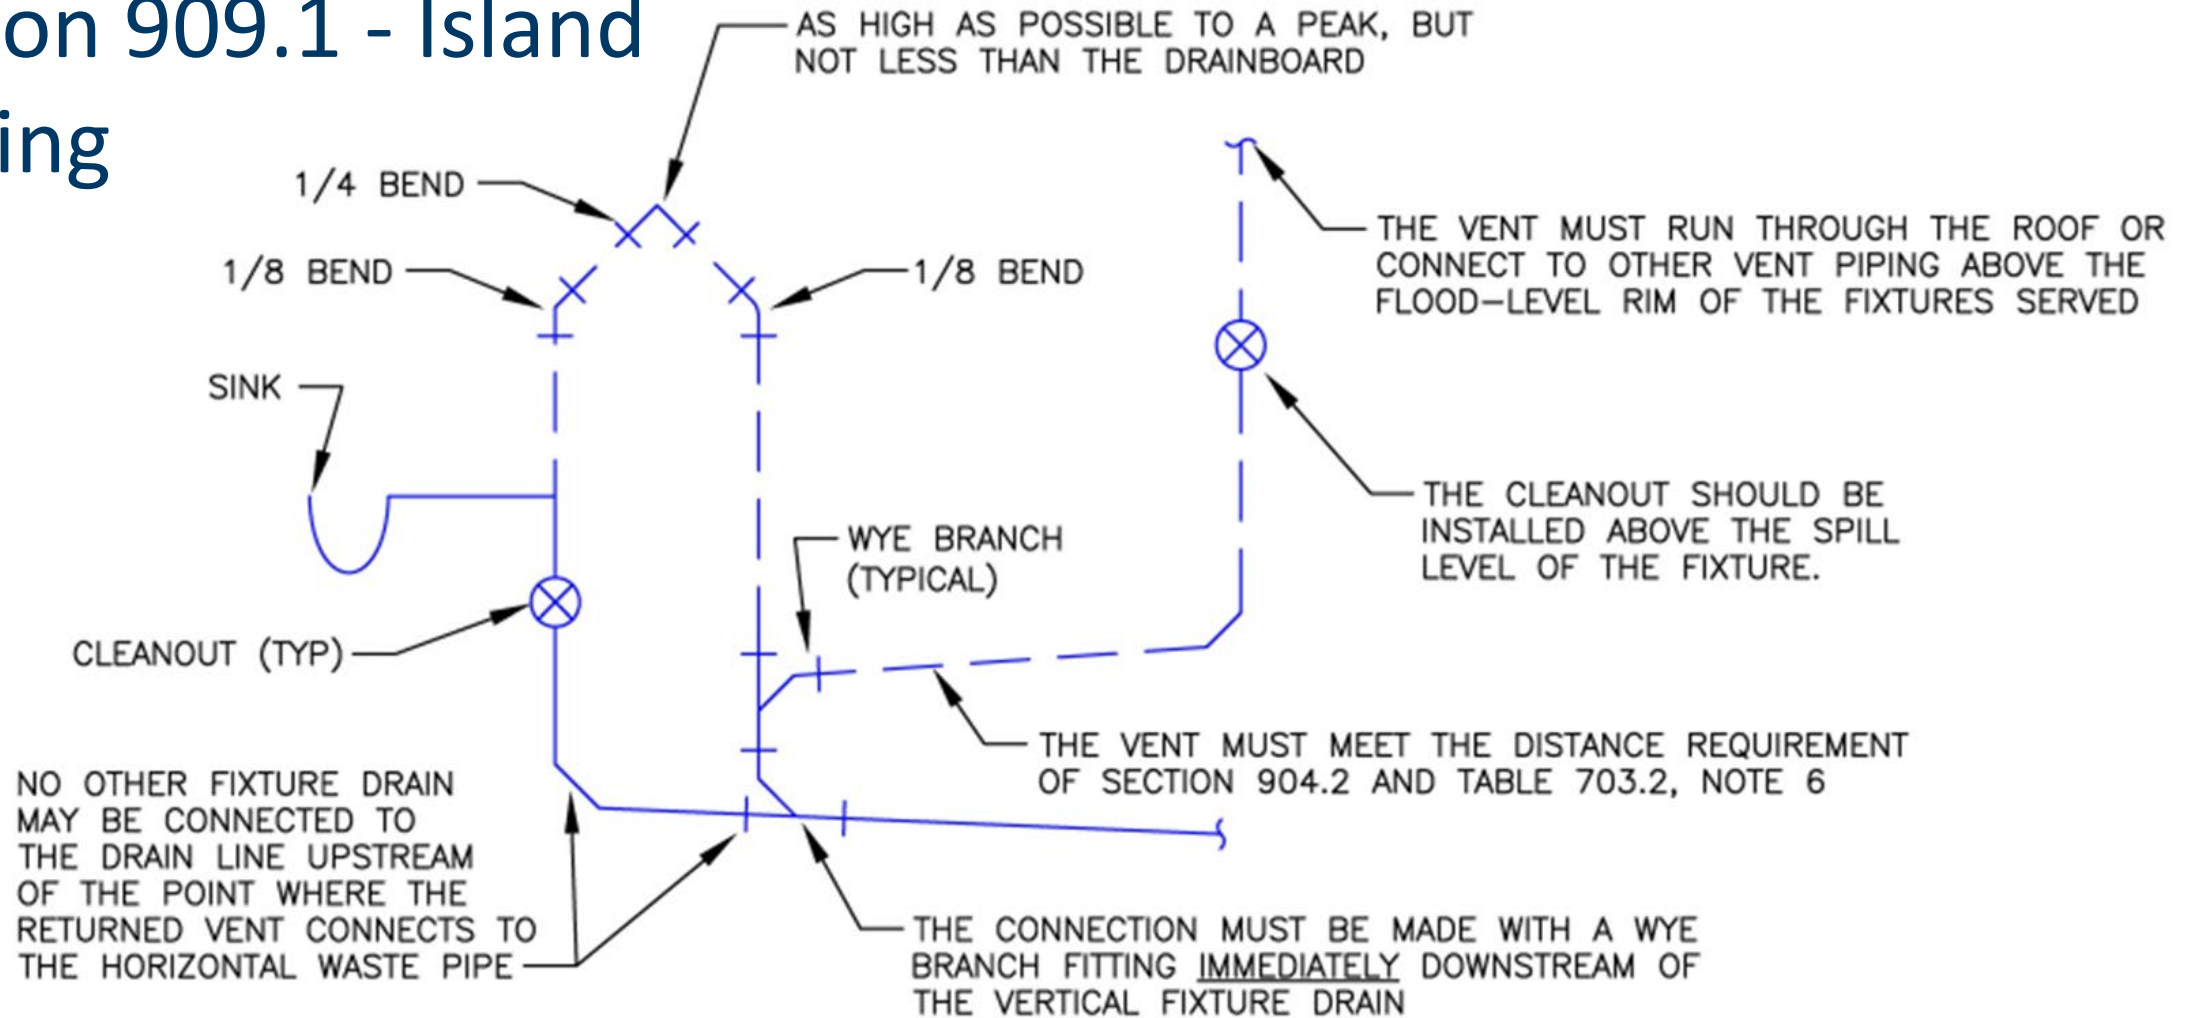 on 909.1 - Island
ing
AS HIGH AS POSSIBLE TO A PEAK, BUT
NOT LESS THAN THE DRAINBOARD
1/4 BEND
1/8 BEND
1/8 BEND
THE VENT MUST RUN THROUGH THE ROOF OR
CONNECT TO OTHER VENT PIPING ABOVE THE
FLOOD-LEVEL RIM OF THE FIXTURES SERVED
SINK
THE CLEANOUT SHOULD BE
INSTALLED ABOVE THE SPILL
LEVEL OF THE FIXTURE.
WYE BRANCH
(TYPICAL)
CLEANOUT (TYP)
THE VENT MUST MEET THE DISTANCE REQUIREMENT
OF SECTION 904.2 AND TABLE 703.2, NOTE 6
NO OTHER FIXTURE DRAIN
MAY BE CONNECTED TO
THE DRAIN LINE UPSTREAM
OF THE POINT WHERE THE
RETURNED VENT CONNECTS TO
THE HORIZONTAL WASTE PIPE
THE CONNECTION MUST BE MADE WITH A WYE
BRANCH FITTING IMMEDIATELY DOWNSTREAM OF
THE VERTICAL FIXTURE DRAIN